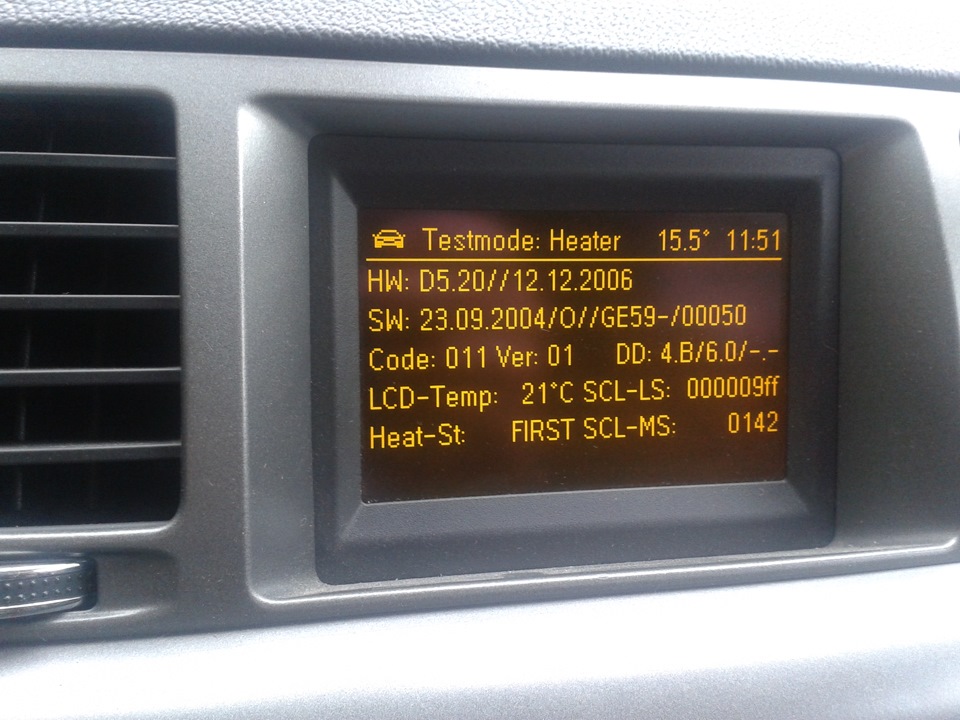 Testmode: Heater 15.5° 11:51
HW: D5.20//12.12.2006
SW: 23.09.2004/O//GE59-/00050
Code: 011 Ver: 01 DD: 4.B/6.0/-.-
LCD-Temp: 21°C SCL-LS: 000009ff
Heat-St: FIRST SCL-MS: 0142